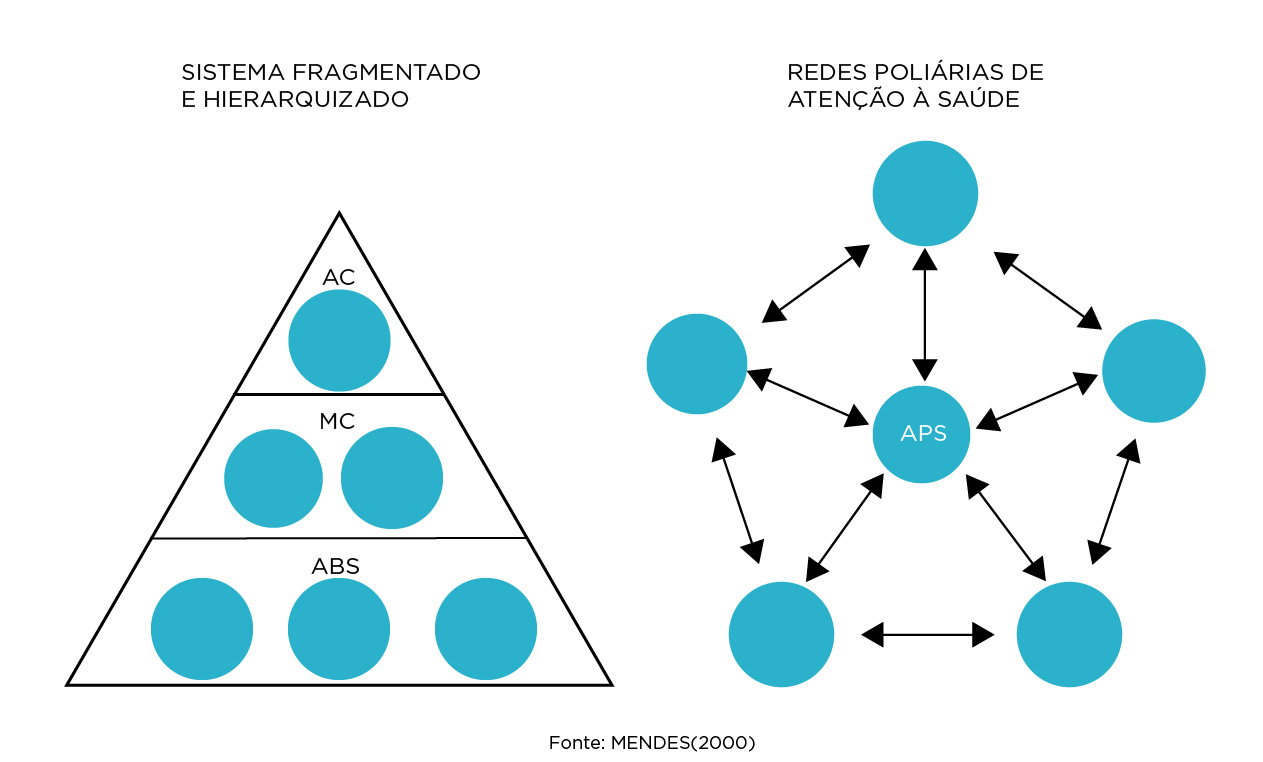 SISTEMA FRAGMENTADO
E HIERARQUIZADO
AC
MC
ABS
REDES POLIÁRIAS DE
ATENÇÃO À SAÚDE
APS
Fonte: MENDES(2000)